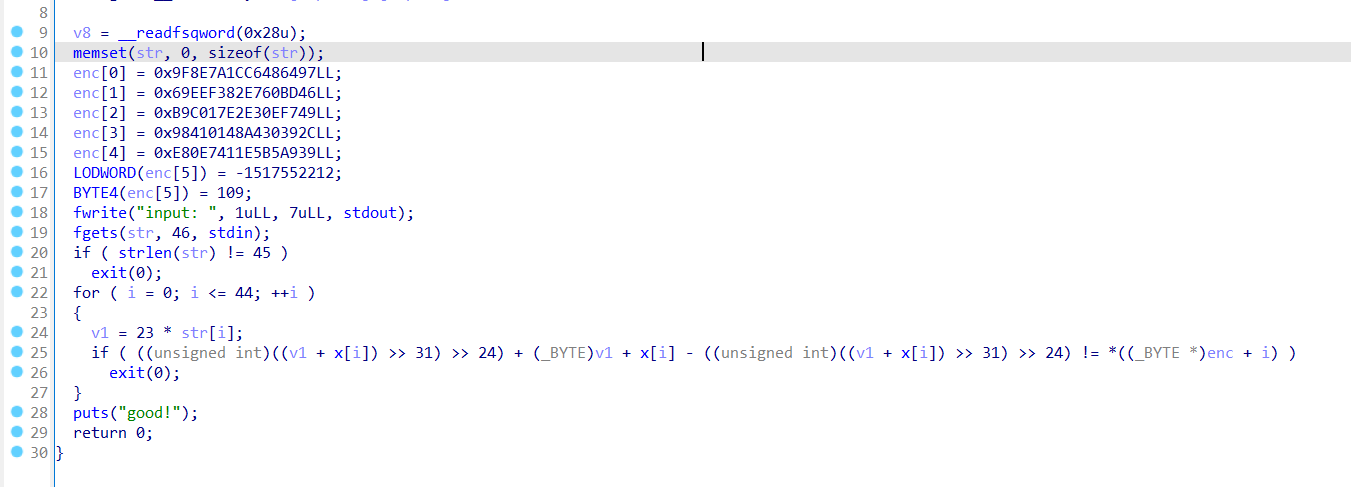 8
9 v8 = __readfsqword(0x28u);
10 memset(str, 0, sizeof(str));
11 enc[0] = 0x9F8E7A1CC6486497LL;
12 enc[1] = 0x69EEF382E760BD46LL;
13 enc[2] = 0xB9C017E2E30EF749LL;
14 enc[3] = 0x98410148A430392CLL;
15 enc[4] = 0xE80E7411E5B5A939LL;
16 LODWORD(enc[5]) = -1517552212;
17 BYTE4(enc[5]) = 109;
18 fwrite("input: ", 1uLL, 7uLL, stdout);
19 fgets(str, 46, stdin);
20 if ( strlen(str) != 45 )
21 exit(0);
22 for ( i = 0; i <= 44; ++i )
23 {
24 v1 = 23 * str[i];
25 if ( ((unsigned int)((v1 + x[i]) >> 31) >> 24) + (_BYTE)v1 + x[i] - ((unsigned int)((v1 + x[i]) >> 31) >> 24) != *((_BYTE *)enc + i) )
26 exit(0);
27 }
28 puts("good!");
29 return 0;
30 }